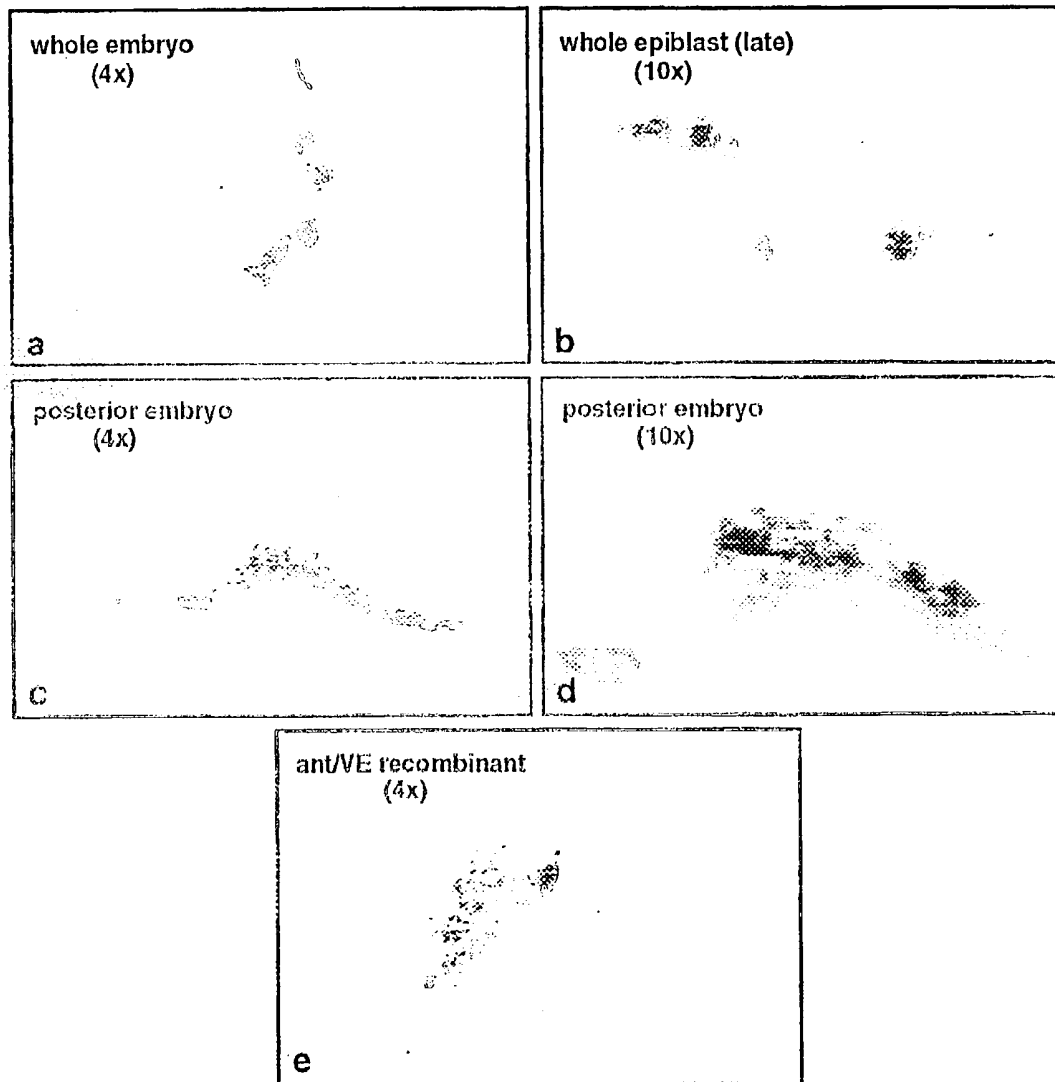 whole embryo
(4x)
a
whole epiblast (late)
(10x)
b
posterior embryo
(4x)
c
posterior embryo
(10x)
d
ant/VE recombinant
(4x)
e